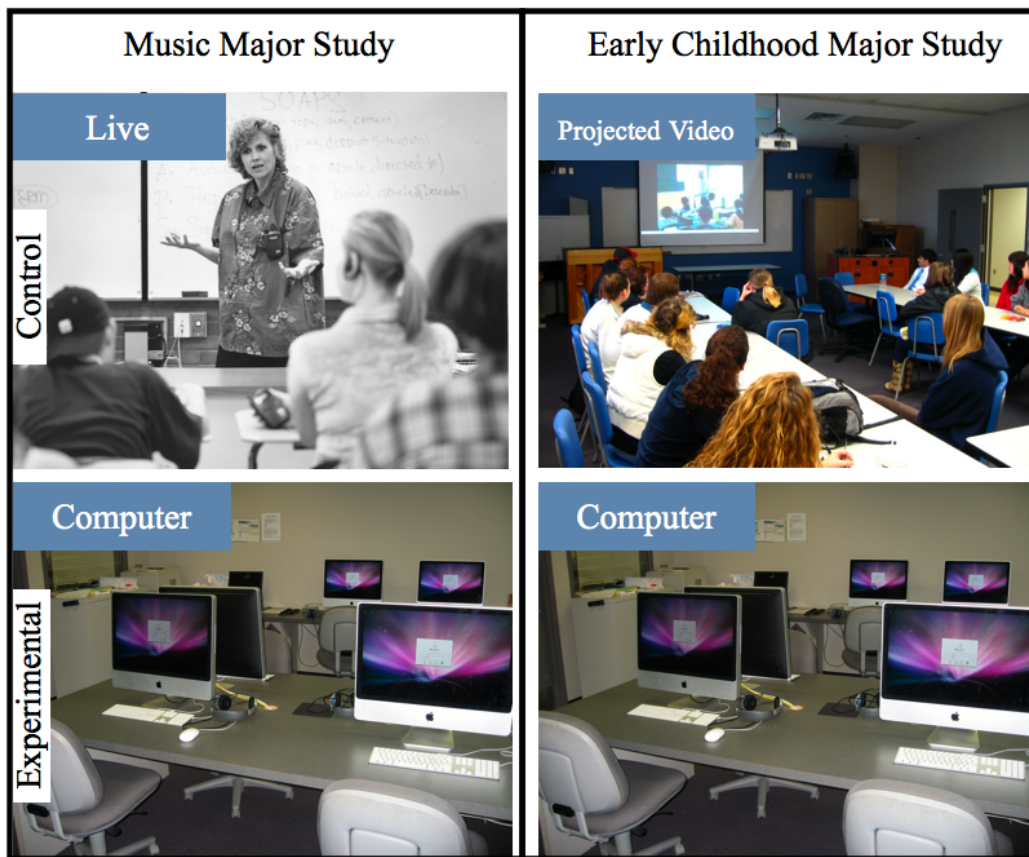 Music Major Study
Early Childhood Major Study
Live
Projected Video
Control
SOAPS
Computer
Computer
Experimental